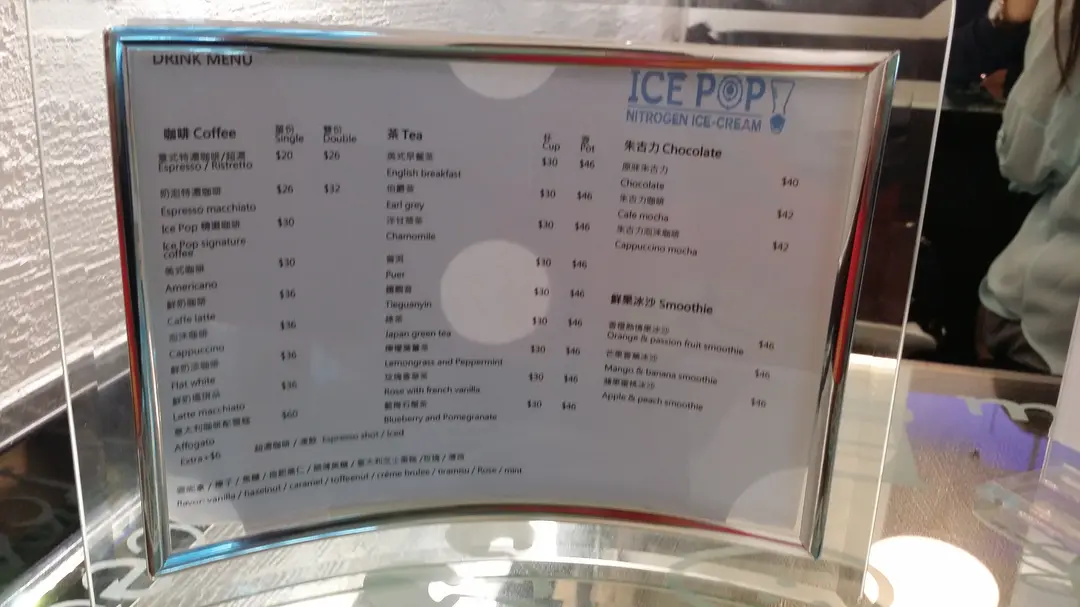 DRINK MENU
ICE POP!
NITROGEN ICE-CREAM
咖啡 Coffee 單份 Single 雙份 Double
意式特濃咖啡/超濃 $20 $26
Espresso / Ristretto
奶泡特濃咖啡 $26 $32
Espresso macchiato
Ice Pop 精選咖啡 $30
Ice Pop signature
coffee
美式咖啡 $30
Americano
鮮奶咖啡 $36
Caffe latte
泡沫咖啡 $36
Cappuccino
鮮奶淡咖啡 $36
Flat white
$36
Latte macchiato
意大利咖啡配雪糕 $60
Affogato
Extra+$6 超濃咖啡 / 凍飲 Espresso shot / Iced
flavor: vanilla / haselnut / caramel / toffeenut / crème brulee / tiramisu / Rose / mint
茶 Tea 杯 Cup 壺 Pot
英式早餐茶 $30 $46
English breakfast
伯爵茶 $30 $46
Earl grey
洋甘菊茶 $30 $46
Chamomile
普洱 $30 $46
Puer
鐵觀音 $30 $46
Tieguanyin
綠茶 $30 $46
Japan green tea
檸檬薄荷茶 $30 $46
Lemongrass and Peppermint
玫瑰香草茶 $30 $46
Rose with french vanilla
藍莓石榴茶 $30 $46
Blueberry and Pomegranate
朱古力 Chocolate
原味朱古力
Chocolate $40
朱古力咖啡
Cafe mocha $42
朱古力泡沫咖啡
Cappuccino mocha $42
鮮果冰沙 Smoothie
香橙熱情果冰沙
Orange & passion fruit smoothie $46
芒果香蕉冰沙
Mango & banana smoothie $46
蘋果蜜桃冰沙
Apple & peach smoothie $46